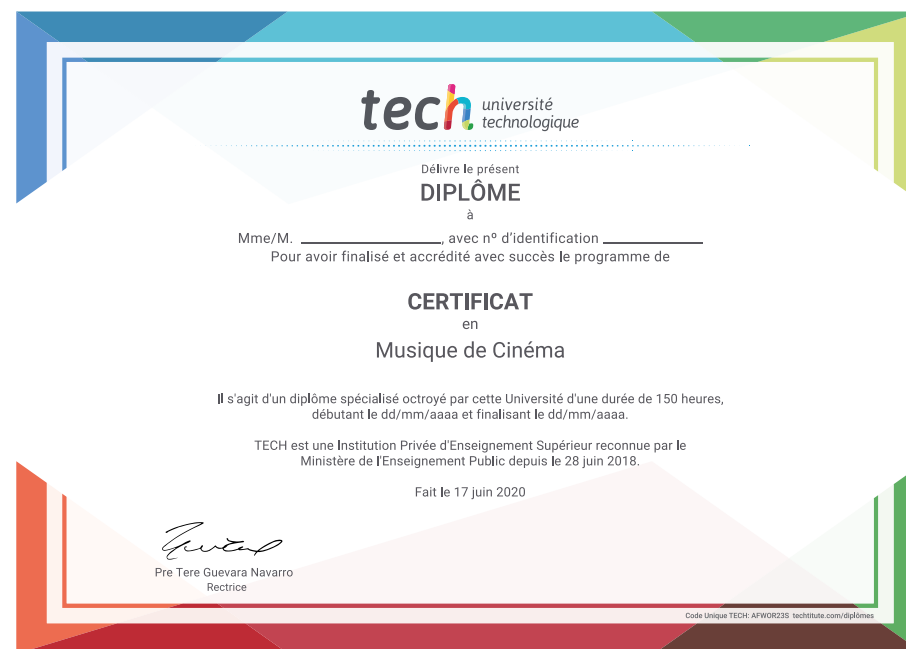 tech université
technologique
Délivre le présent
DIPLÔME
à
Mme/M. ____________________, avec nº d'identification ______________
Pour avoir finalisé et accrédité avec succès le programme de
CERTIFICAT
en
Musique de Cinéma
Il s'agit d'un diplôme spécialisé octroyé par cette Université d'une durée de 150 heures,
débutant le dd/mm/aaaa et finalisant le dd/mm/aaaa.
TECH est une Institution Privée d'Enseignement Supérieur reconnue par le
Ministère de l'Enseignement Public depuis le 28 juin 2018.
Fait le 17 juin 2020
Pre Tere Guevara Navarro
Rectrice
Code Unique TECH: AFWOR23S techtitute.com/diplômes